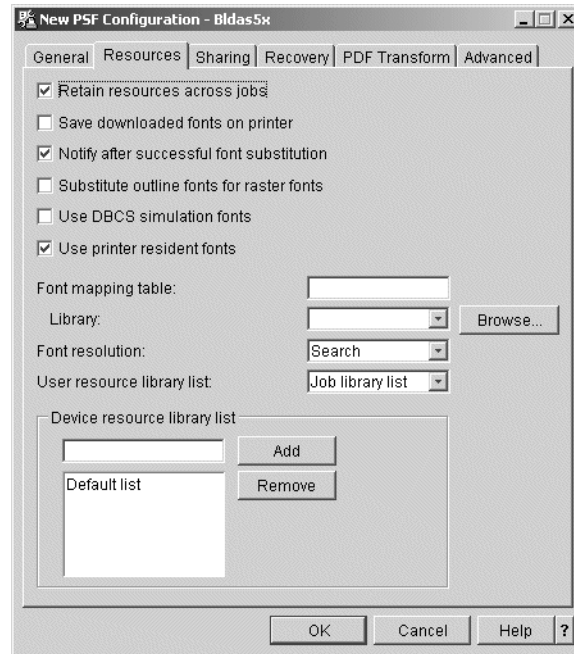 New PSF Configuration - Bldas5x
General Resources Sharing Recovery PDF Transform Advanced
Retain resources across jobs
Save downloaded fonts on printer
Notify after successful font substitution
Substitute outline fonts for raster fonts
Use DBCS simulation fonts
Use printer resident fonts
Font mapping table:
Library: Browse...
Font resolution: Search
User resource library list: Job library list
Device resource library list
Add
Default list Remove
OK Cancel Help ?